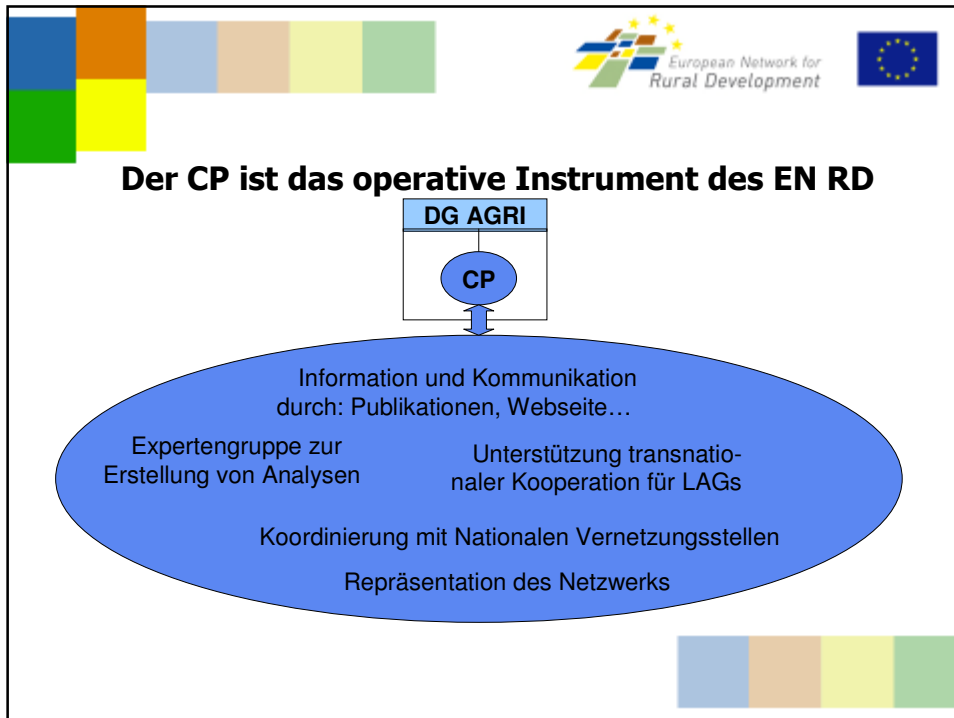 European Network for
Rural Development
Der CP ist das operative Instrument des EN RD
DG AGRI
CP
Information und Kommunikation
durch: Publikationen, Webseite…
Expertengruppe zur
Erstellung von Analysen
Unterstützung transnatio-
naler Kooperation für LAGs
Koordinierung mit Nationalen Vernetzungsstellen
Repräsentation des Netzwerks